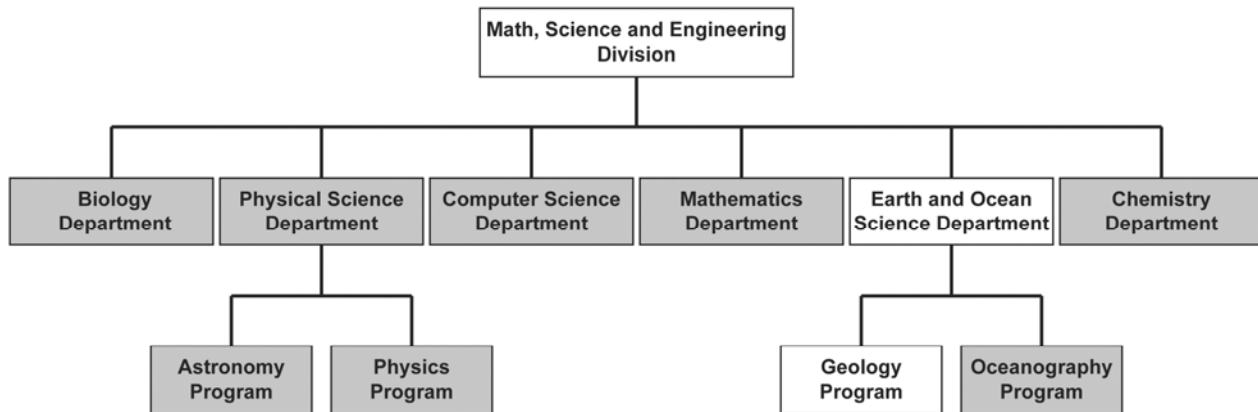 Math, Science and Engineering
Division
Biology
Department
Physical Science
Department
Computer Science
Department
Mathematics
Department
Earth and Ocean
Science Department
Chemistry
Department
Astronomy
Program
Physics
Program
Geology
Program
Oceanography
Program